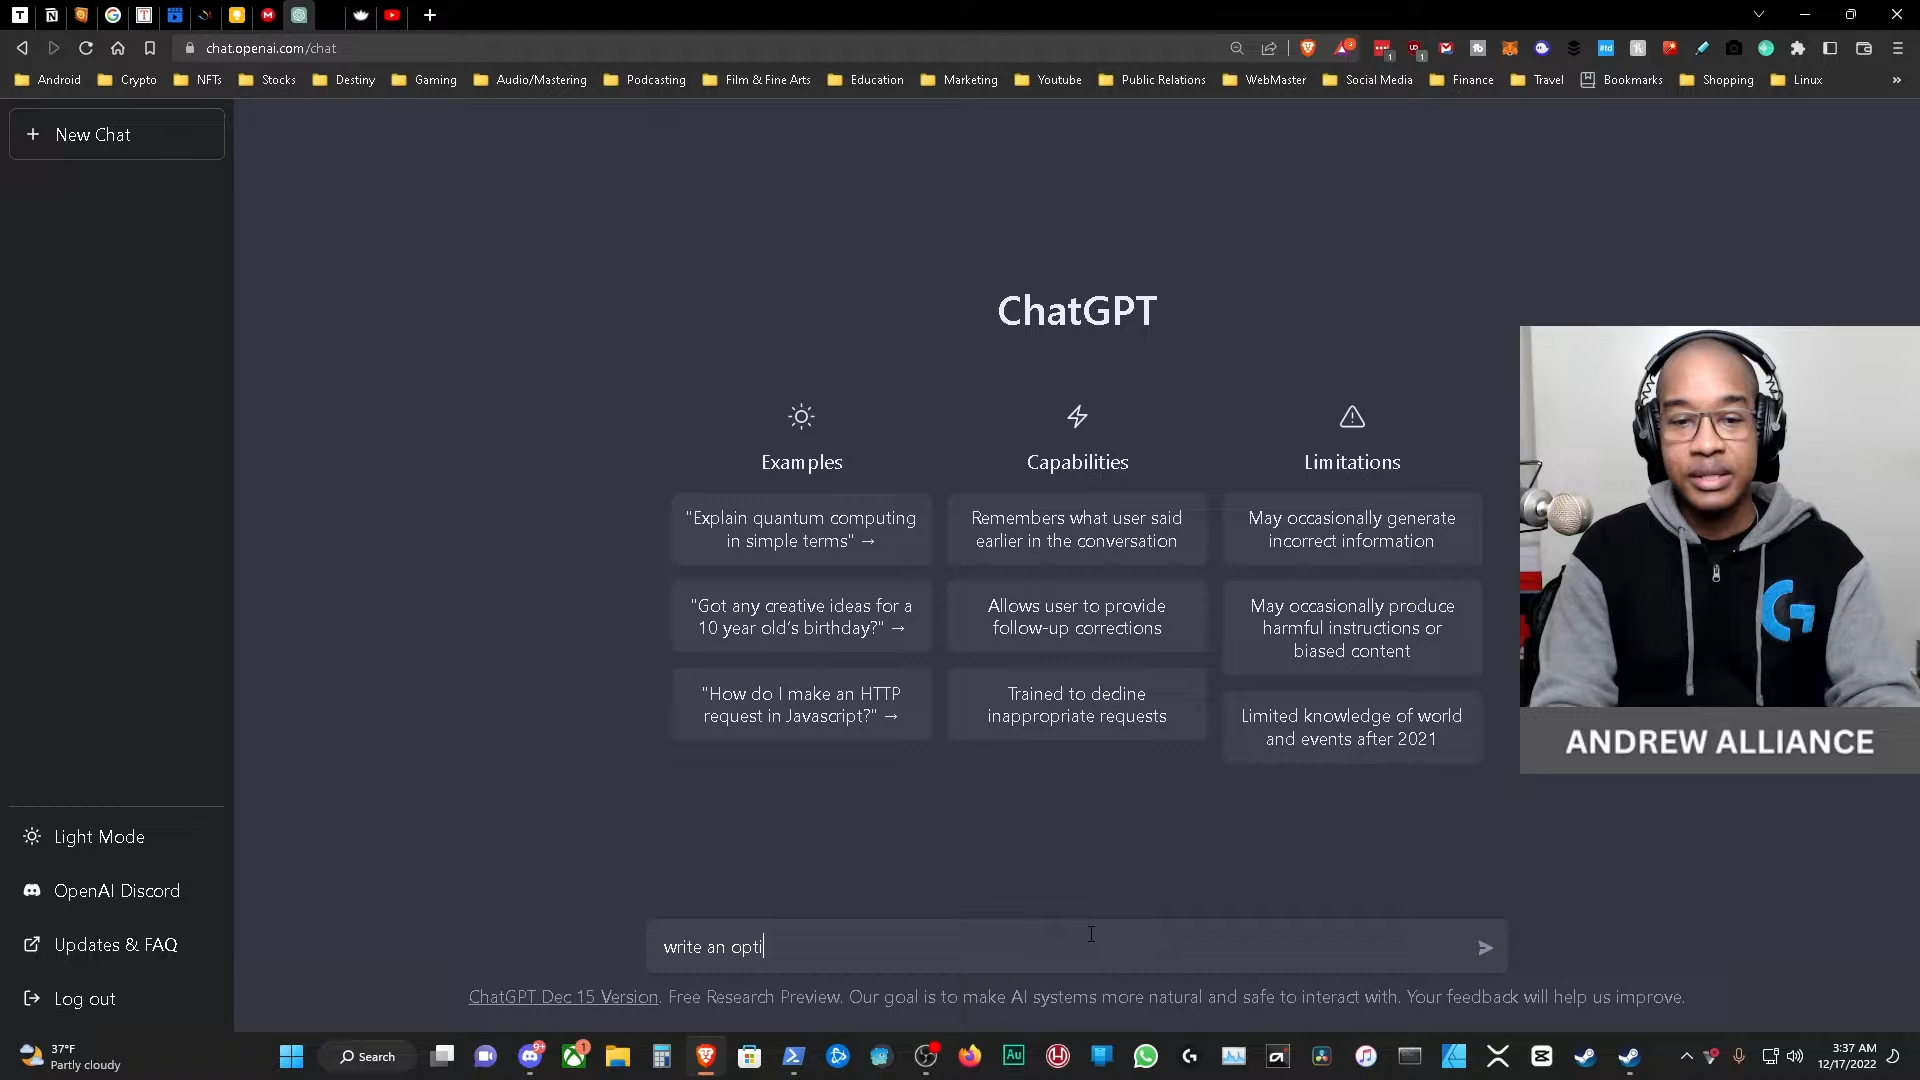 chat.openai.com/chat
Android
Crypto
NFTs
Stocks
Destiny
Gaming
Audio/Mastering
Podcasting
Film & Fine Arts
Education
Marketing
Youtube
Public Relations
WebMaster
Social Media
Finance
Travel
Bookmarks
Shopping
Linux
»
+ New Chat
ChatGPT
Examples
"Explain quantum computing
in simple terms" →
"Got any creative ideas for a
10 year old's birthday?" →
"How do I make an HTTP
request in Javascript?" →
Capabilities
Remembers what user said
earlier in the conversation
Allows user to provide
follow-up corrections
Trained to decline
inappropriate requests
Limitations
May occasionally generate
incorrect information
May occasionally produce
harmful instructions or
biased content
Limited knowledge of world
and events after 2021
ANDREW ALLIANCE
Light Mode
OpenAI Discord
Updates & FAQ
Log out
write an opti
ChatGPT Dec 15 Version. Free Research Preview. Our goal is to make AI systems more natural and safe to interact with. Your feedback will help us improve.
37°F
Partly cloudy
Search
9+
1
Au
3:37 AM
12/17/2022